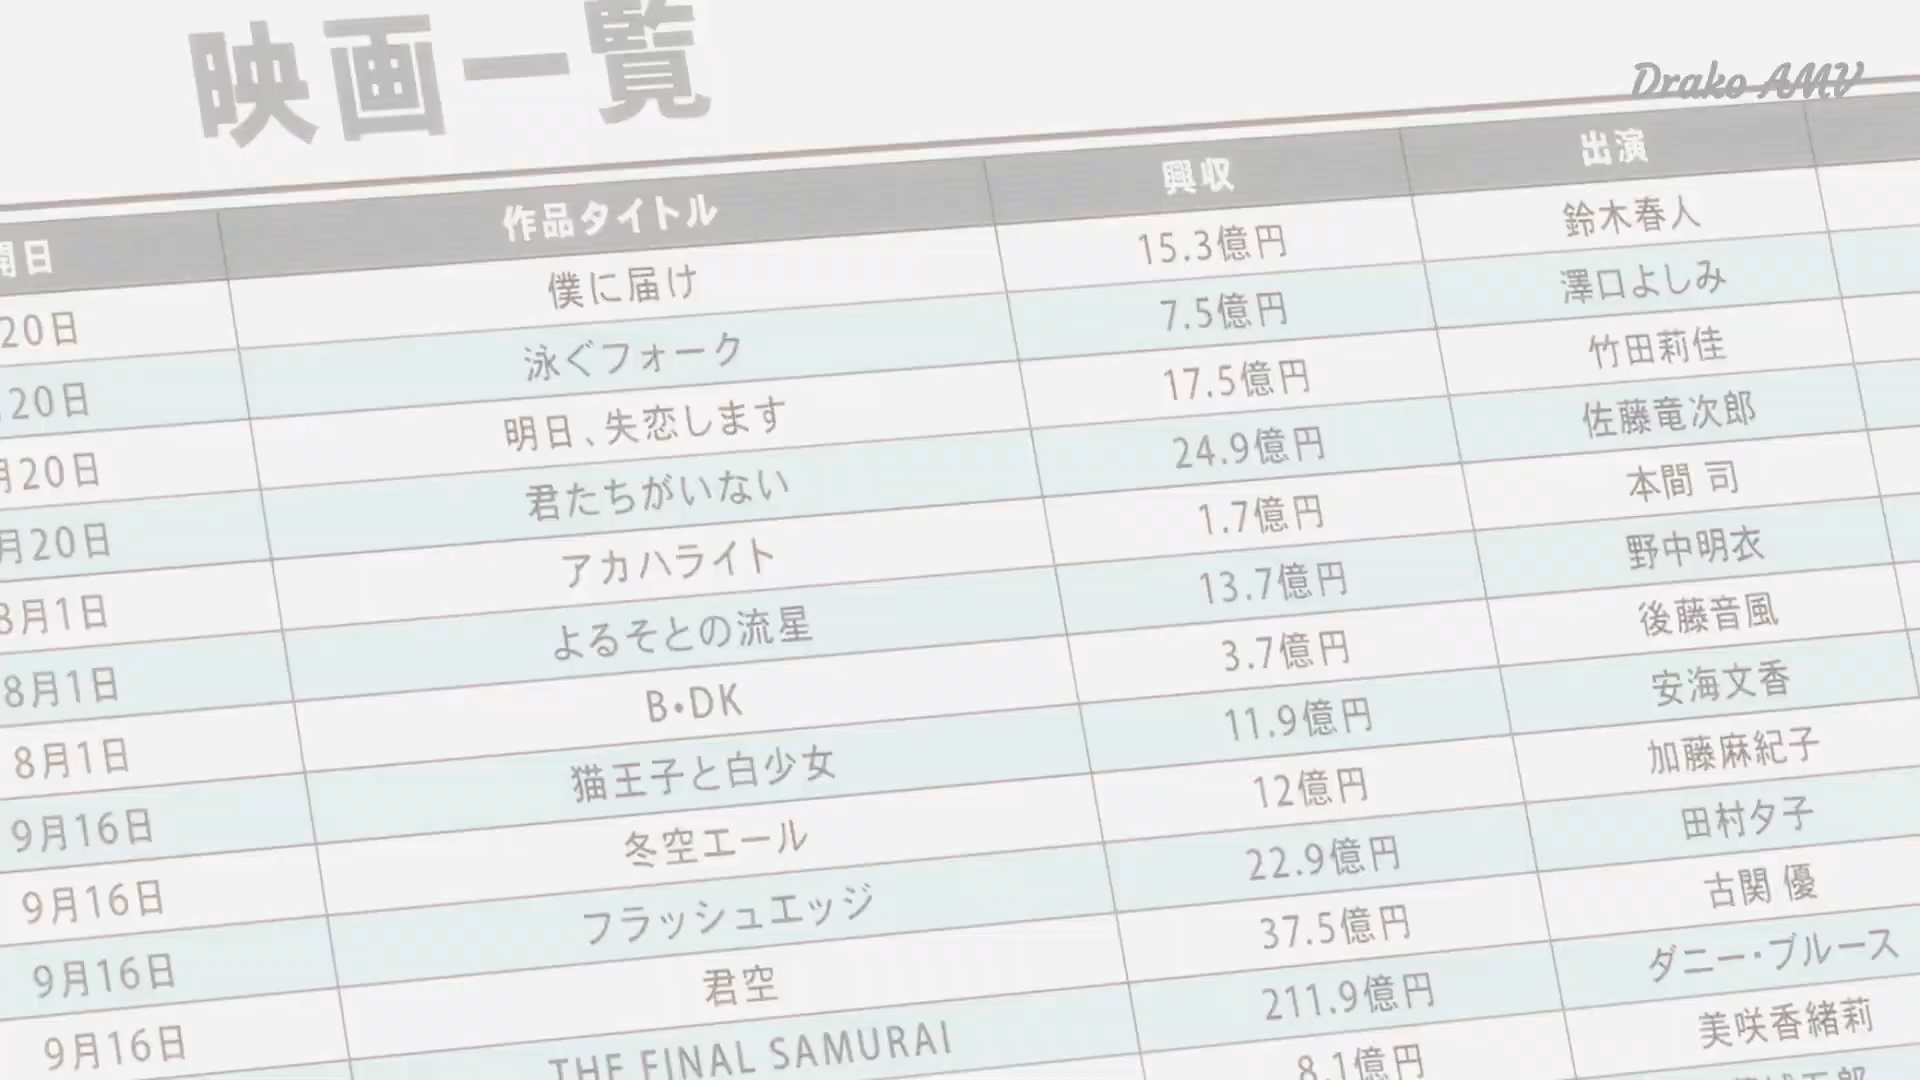 映画一覧
Drako AMV
開日 作品タイトル 興収 出演
20日 僕に届け 15.3億円 鈴木春人
20日 泳ぐフォーク 7.5億円 澤口よしみ
月20日 明日、失恋します 17.5億円 竹田莉佳
月20日 君たちがいない 24.9億円 佐藤竜次郎
8月1日 アカハライト 1.7億円 本間 司
8月1日 よるそとの流星 13.7億円 野中明衣
8月1日 B・DK 3.7億円 後藤音風
9月16日 猫王子と白少女 11.9億円 安海文香
9月16日 冬空エール 12億円 加藤麻紀子
9月16日 フラッシュエッジ 22.9億円 田村夕子
9月16日 君空 37.5億円 古関 優
THE FINAL SAMURAI 211.9億円 ダニー・ブルース
8.1億円 美咲香緒莉